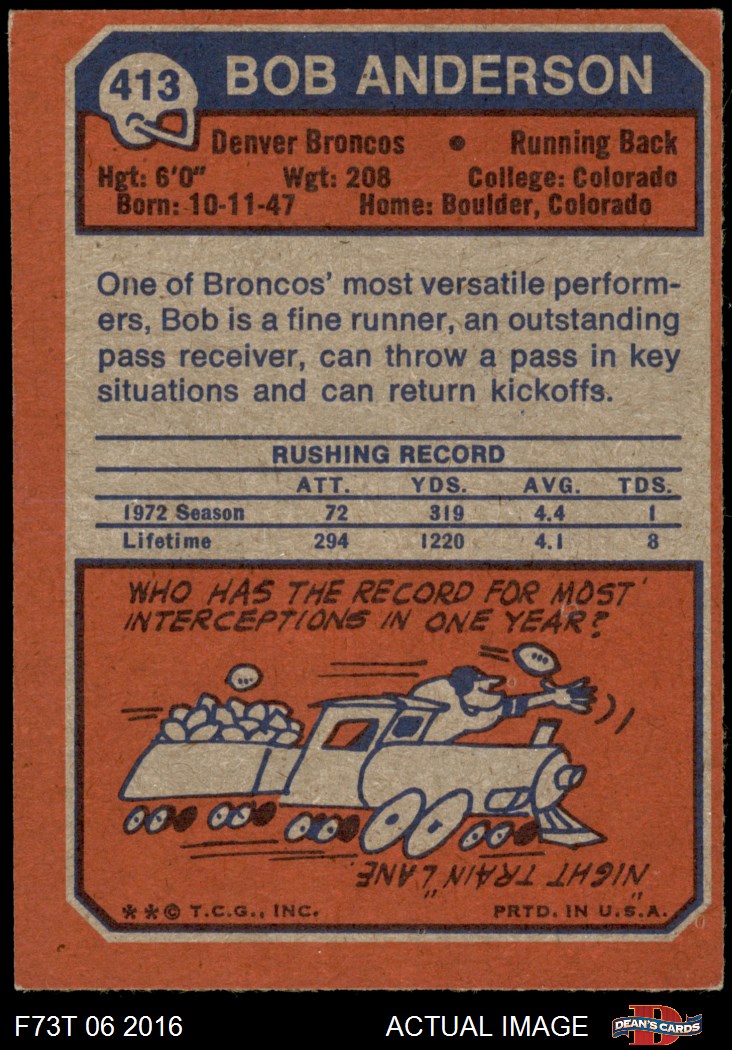 413
BOB ANDERSON
Denver Broncos • Running Back
Hgt: 6'0" Wgt: 208 College: Colorado
Born: 10-11-47 Home: Boulder, Colorado
One of Broncos' most versatile perform-
ers, Bob is a fine runner, an outstanding
pass receiver, can throw a pass in key
situations and can return kickoffs.
RUSHING RECORD
ATT. YDS. AVG. TDS.
1972 Season 72 319 4.4 1
Lifetime 294 1220 4.1 8
WHO HAS THE RECORD FOR MOST
INTERCEPTIONS IN ONE YEAR?
"NIGHT TRAIN" LANE.
**© T.C.G., INC. PRTD. IN U.S.A.
F73T 06 2016 ACTUAL IMAGE
D
DEAN'S CARDS